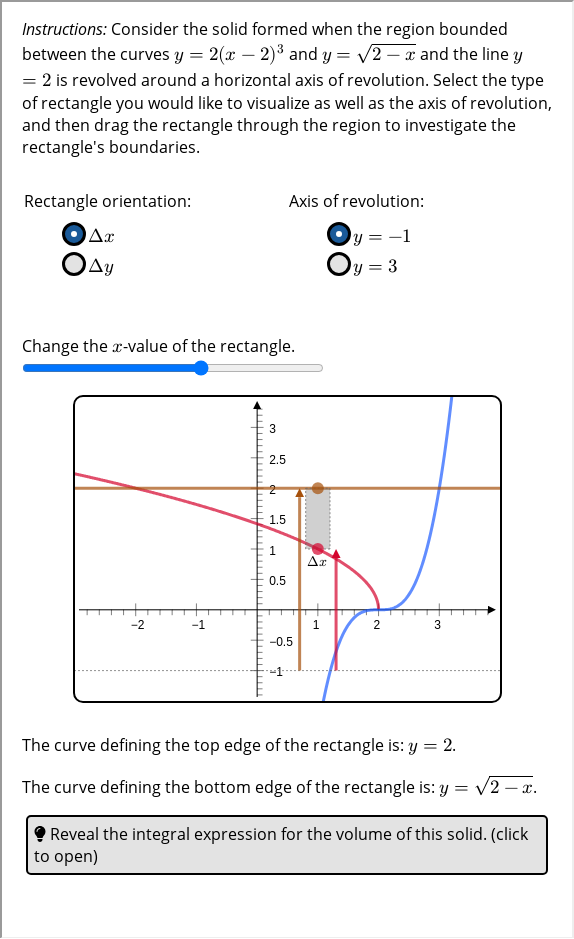 Instructions: Consider the solid formed when the region bounded
between the curves y = 2(x − 2)³ and y = √(2 − x) and the line y
= 2 is revolved around a horizontal axis of revolution. Select the type
of rectangle you would like to visualize as well as the axis of revolution,
and then drag the rectangle through the region to investigate the
rectangle's boundaries.
Rectangle orientation: Axis of revolution:
Δx y = −1
Δy y = 3
Change the x-value of the rectangle.
3
2.5
2
1.5
1
Δx
0.5
−2 −1 1 2 3
−0.5
−1
The curve defining the top edge of the rectangle is: y = 2.
The curve defining the bottom edge of the rectangle is: y = √(2 − x).
Reveal the integral expression for the volume of this solid. (click
to open)